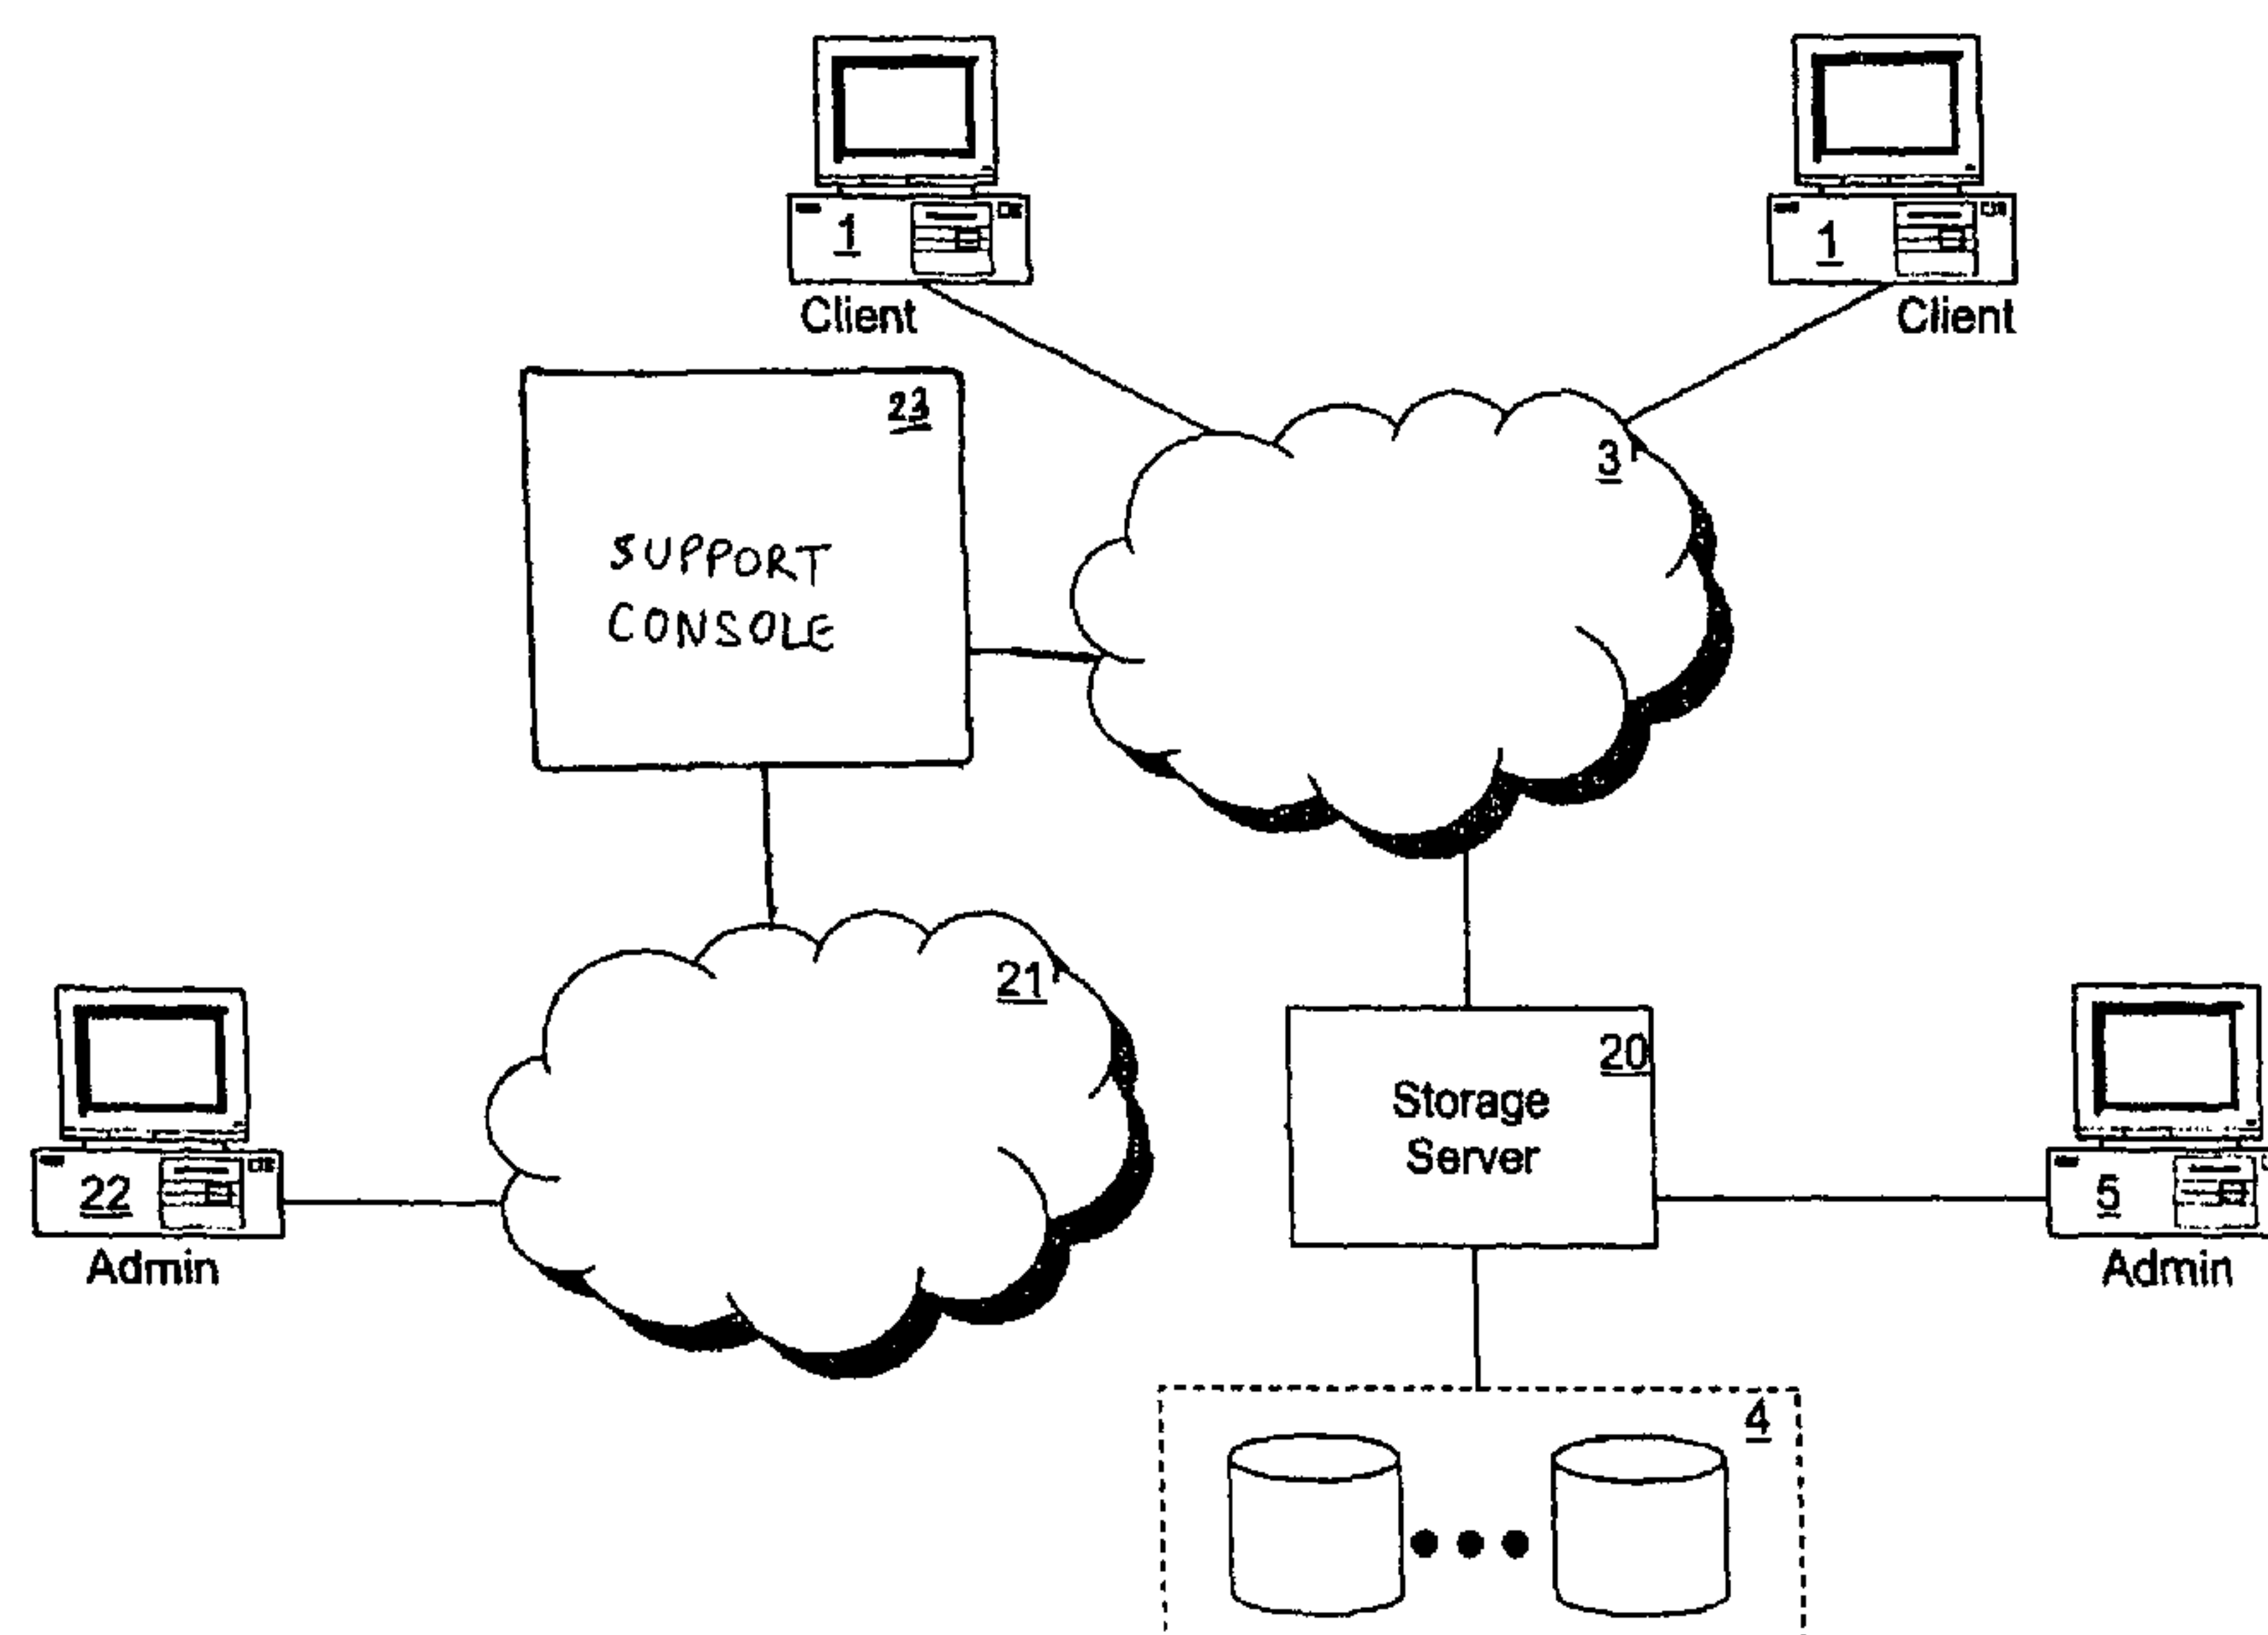 1
Client
1
Client
23
SUPPORT
CONSOLE
3
21
20
Storage
Server
22
Admin
5
Admin
4